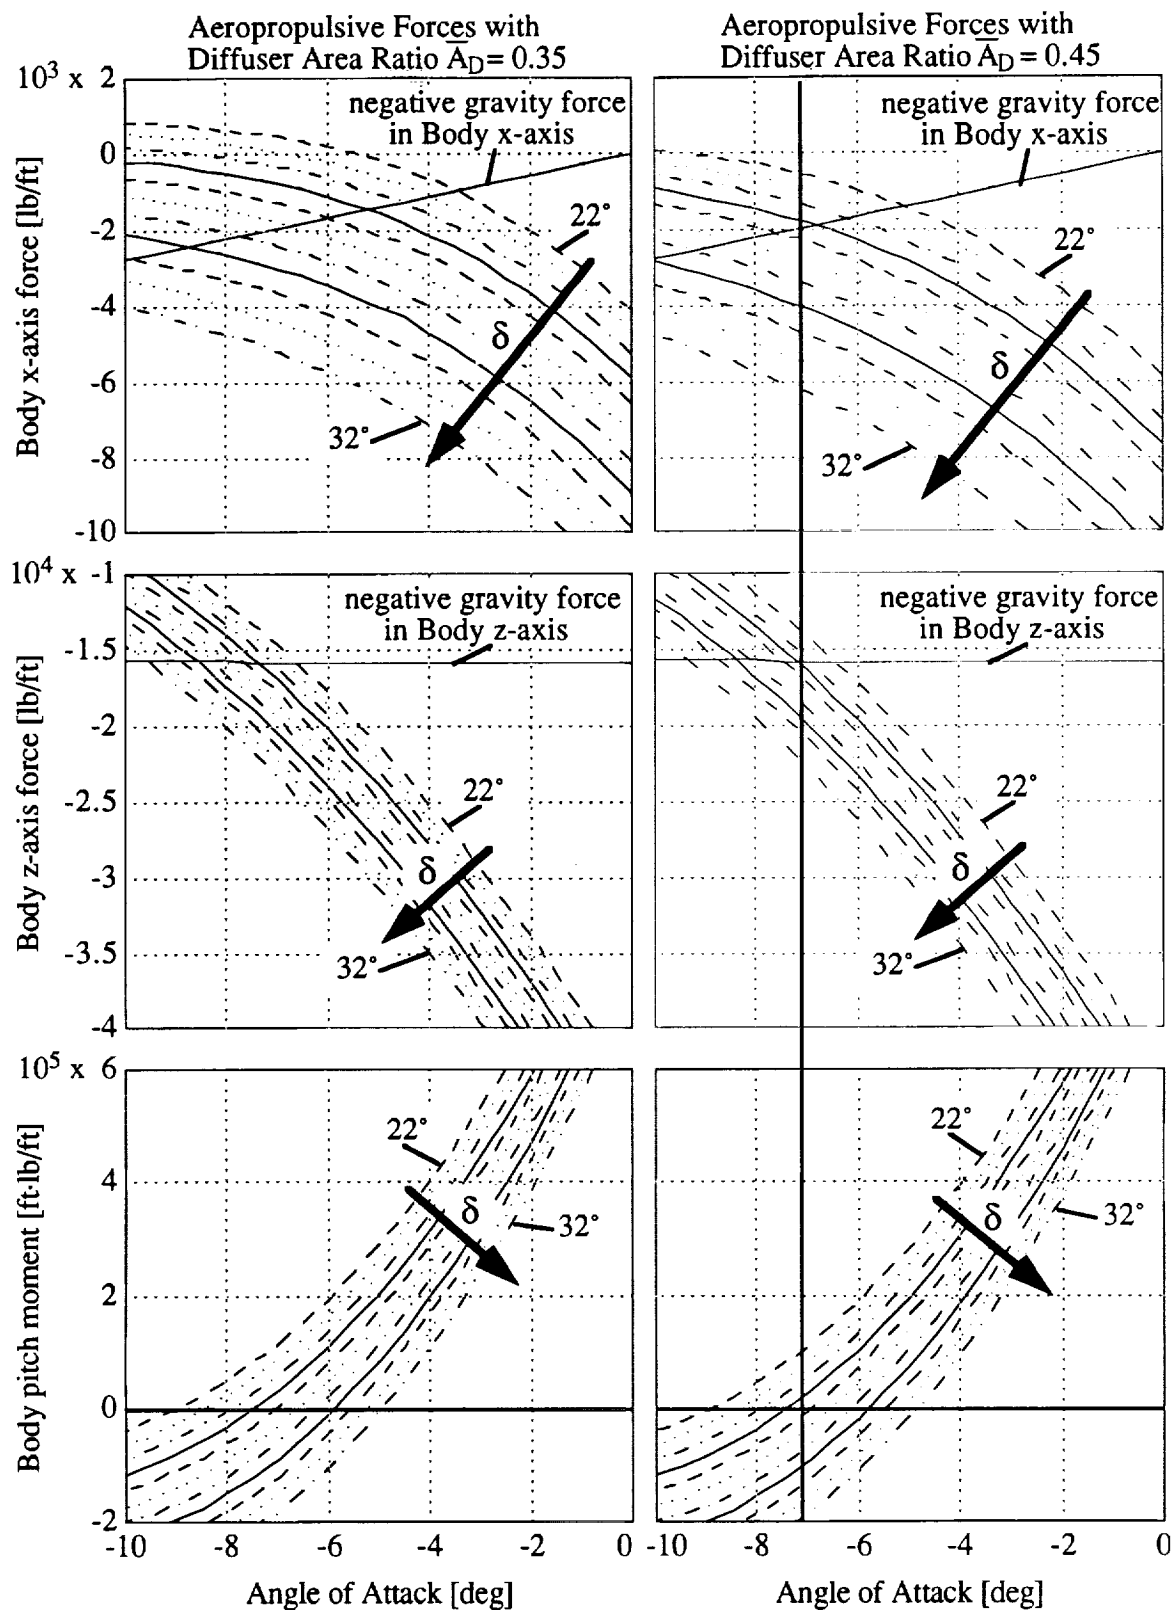 Aeropropulsive Forces with
Diffuser Area Ratio A̅D = 0.35
Aeropropulsive Forces with
Diffuser Area Ratio A̅D = 0.45
10³ x 2
0
-2
-4
-6
-8
-10
Body x-axis force [lb/ft]
negative gravity force
in Body x-axis
22°
δ
32°
negative gravity force
in Body x-axis
22°
δ
32°
10⁴ x -1
-1.5
-2
-2.5
-3
-3.5
-4
Body z-axis force [lb/ft]
negative gravity force
in Body z-axis
22°
δ
32°
negative gravity force
in Body z-axis
22°
δ
32°
10⁵ x 6
4
2
0
-2
Body pitch moment [ft·lb/ft]
22°
δ
32°
22°
δ
32°
-10 -8 -6 -4 -2 0
Angle of Attack [deg]
-10 -8 -6 -4 -2 0
Angle of Attack [deg]